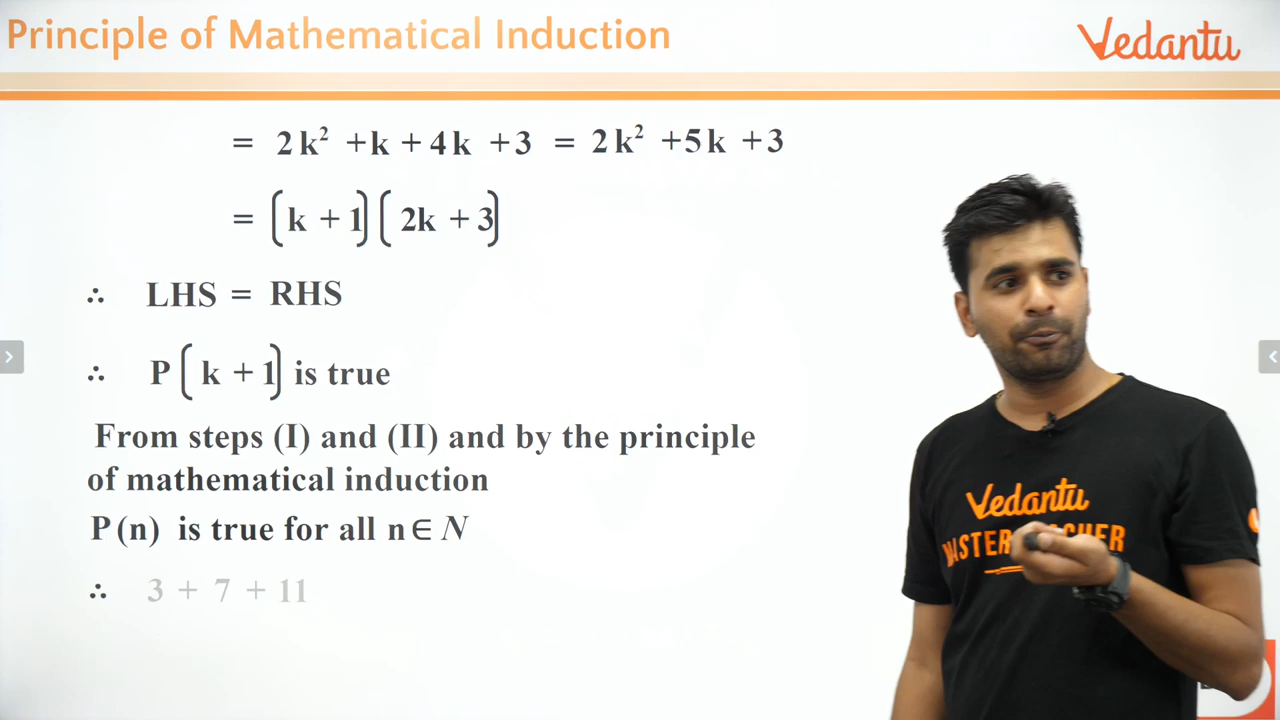 Principle of Mathematical Induction
Vedantu
= 2k² + k + 4k + 3 = 2k² + 5k + 3
= (k + 1)(2k + 3)
∴ LHS = RHS
∴ P(k + 1) is true
From steps (I) and (II) and by the principle
of mathematical induction
P(n) is true for all n ∈ N
∴ 3 + 7 + 11
Vedantu